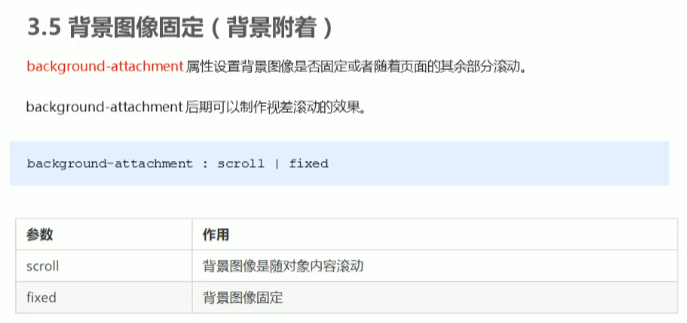 3.5 背景图像固定（背景附着）
background-attachment 属性设置背景图像是否固定或者随着页面的其余部分滚动。
background-attachment 后期可以制作视差滚动的效果。
background-attachment : scroll | fixed
参数 作用
scroll 背景图像是随对象内容滚动
fixed 背景图像固定